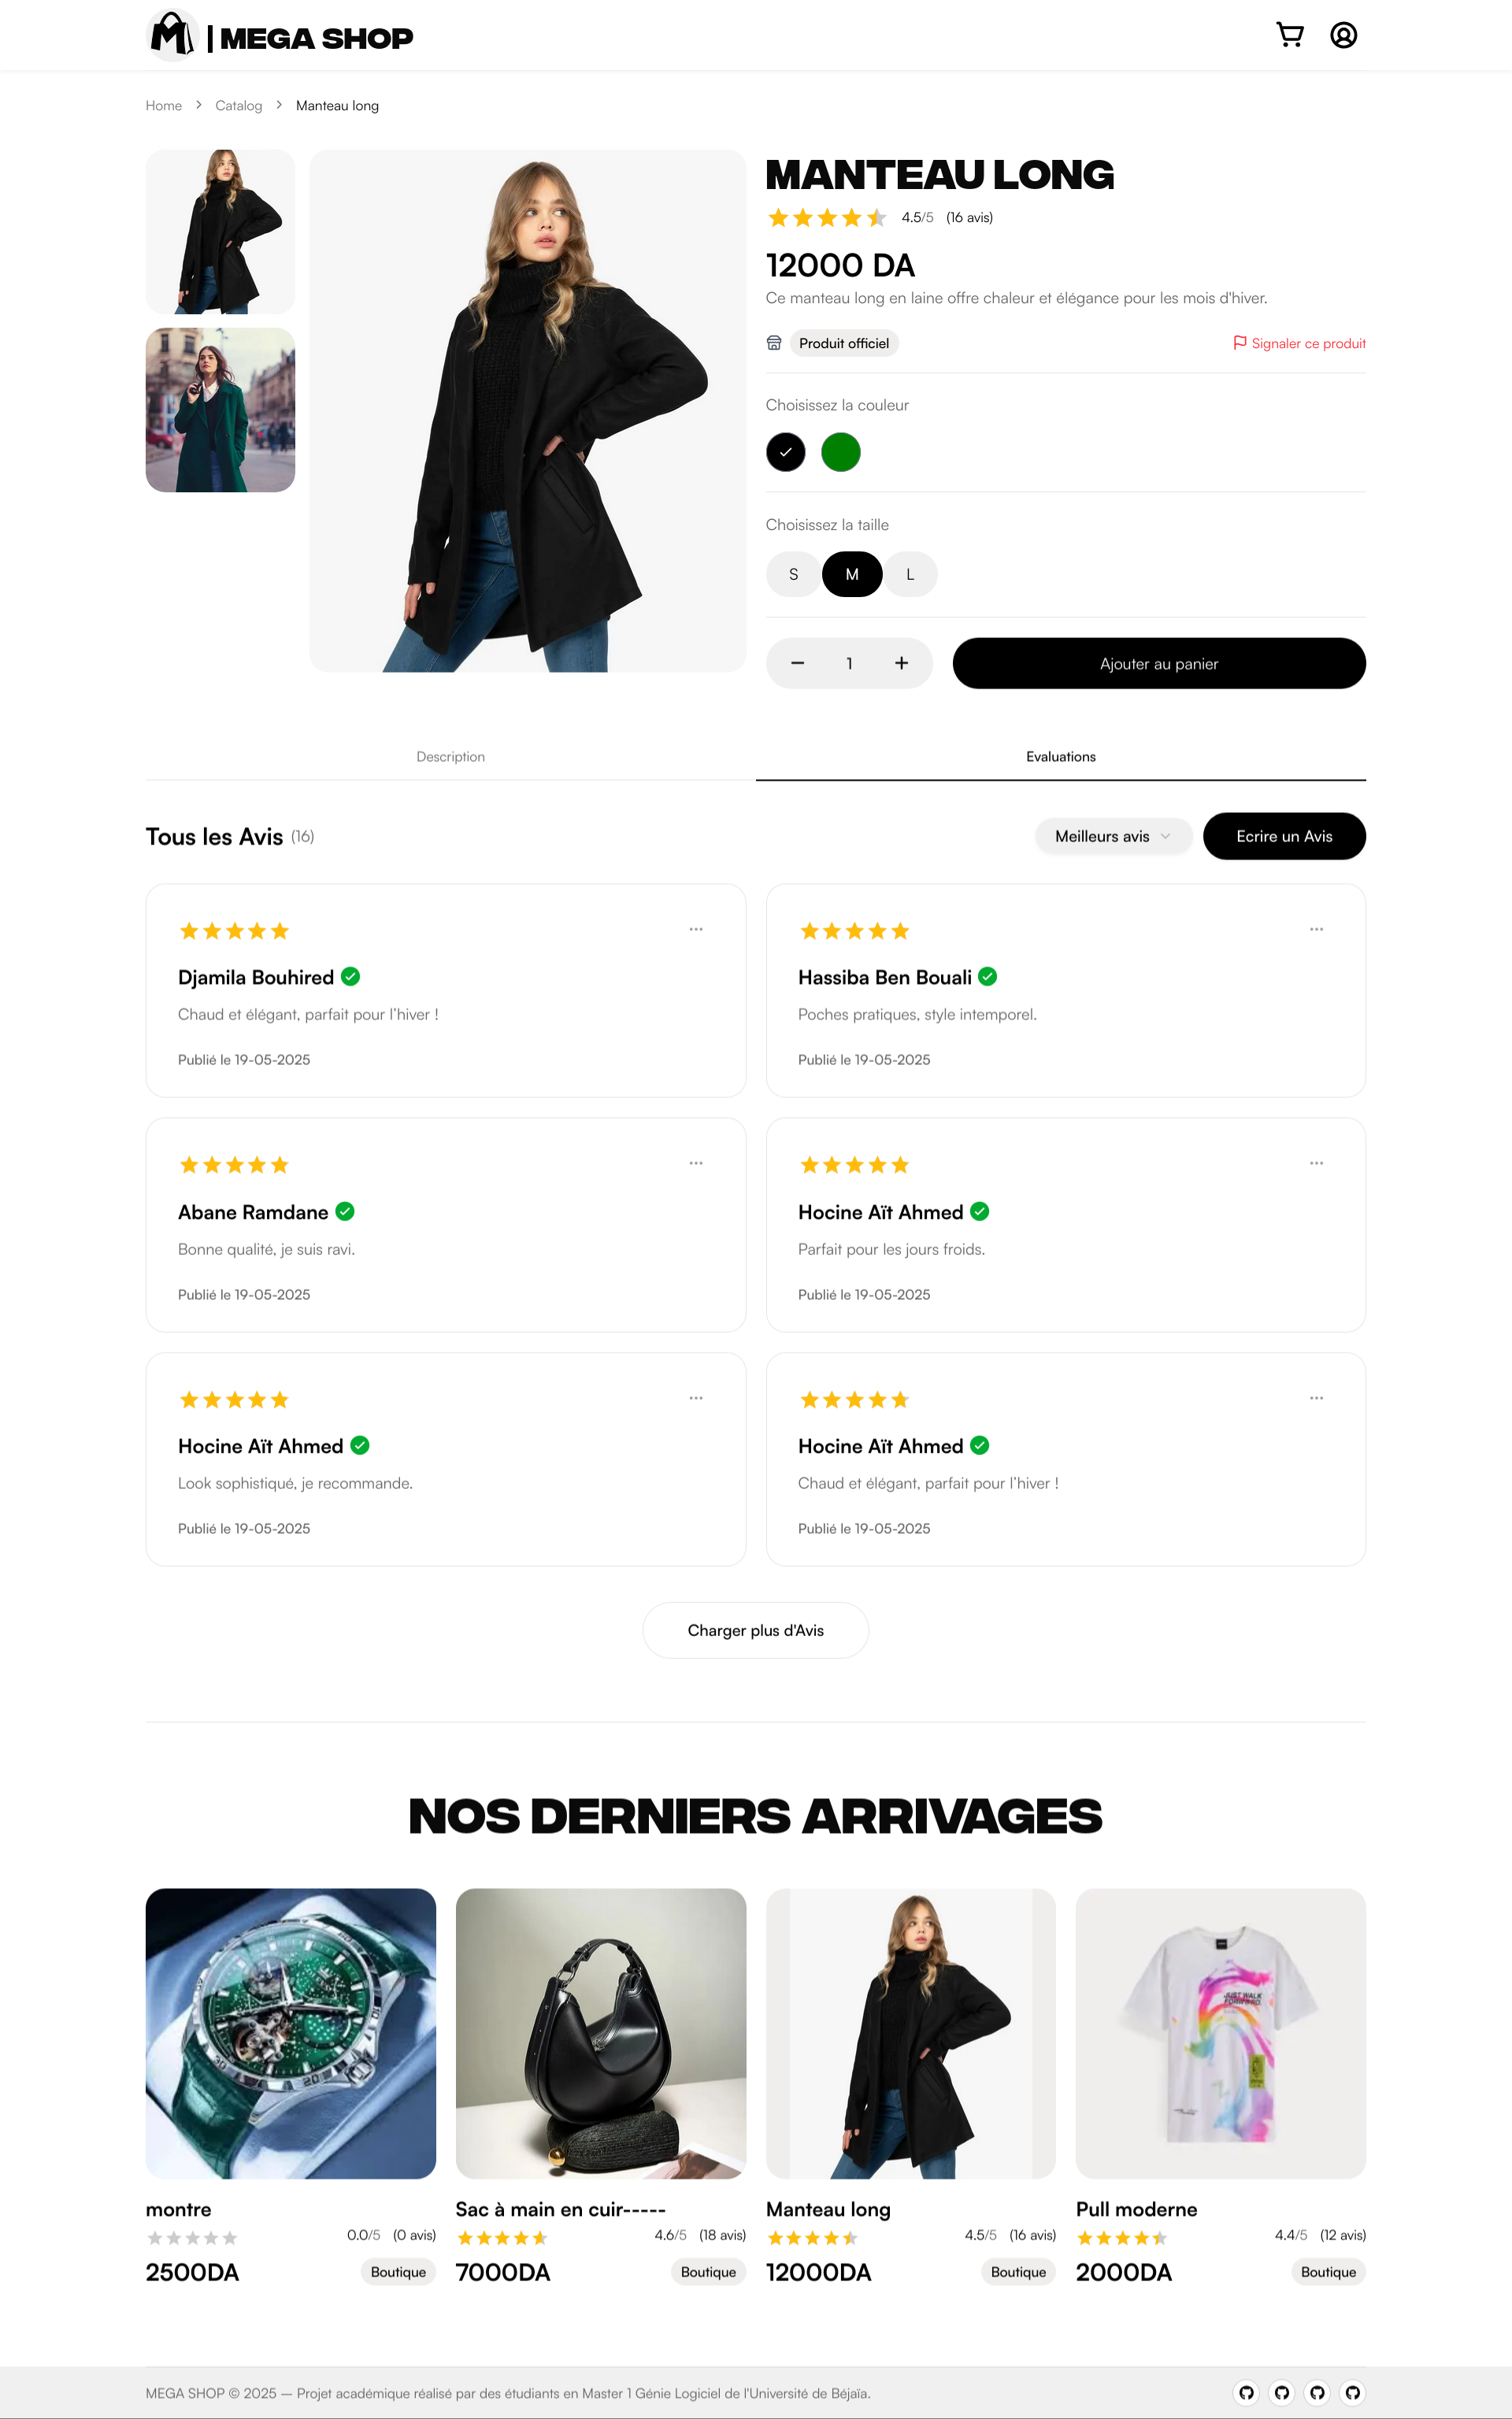 | MEGA SHOP
Home > Catalog > Manteau long
MANTEAU LONG
4.5/5 (16 avis)
12000 DA
Ce manteau long en laine offre chaleur et élégance pour les mois d'hiver.
Produit officiel
Signaler ce produit
Choisissez la couleur
Choisissez la taille
S M L
− 1 +
Ajouter au panier
Description
Evaluations
Tous les Avis (16)
Meilleurs avis
Ecrire un Avis
Djamila Bouhired
Chaud et élégant, parfait pour l'hiver !
Publié le 19-05-2025
Hassiba Ben Bouali
Poches pratiques, style intemporel.
Publié le 19-05-2025
Abane Ramdane
Bonne qualité, je suis ravi.
Publié le 19-05-2025
Hocine Aït Ahmed
Parfait pour les jours froids.
Publié le 19-05-2025
Hocine Aït Ahmed
Look sophistiqué, je recommande.
Publié le 19-05-2025
Hocine Aït Ahmed
Chaud et élégant, parfait pour l'hiver !
Publié le 19-05-2025
Charger plus d'Avis
NOS DERNIERS ARRIVAGES
montre
0.0/5 (0 avis)
2500DA
Boutique
Sac à main en cuir-----
4.6/5 (18 avis)
7000DA
Boutique
Manteau long
4.5/5 (16 avis)
12000DA
Boutique
JUST WALK
Pull moderne
4.4/5 (12 avis)
2000DA
Boutique
MEGA SHOP © 2025 — Projet académique réalisé par des étudiants en Master 1 Génie Logiciel de l'Université de Béjaïa.